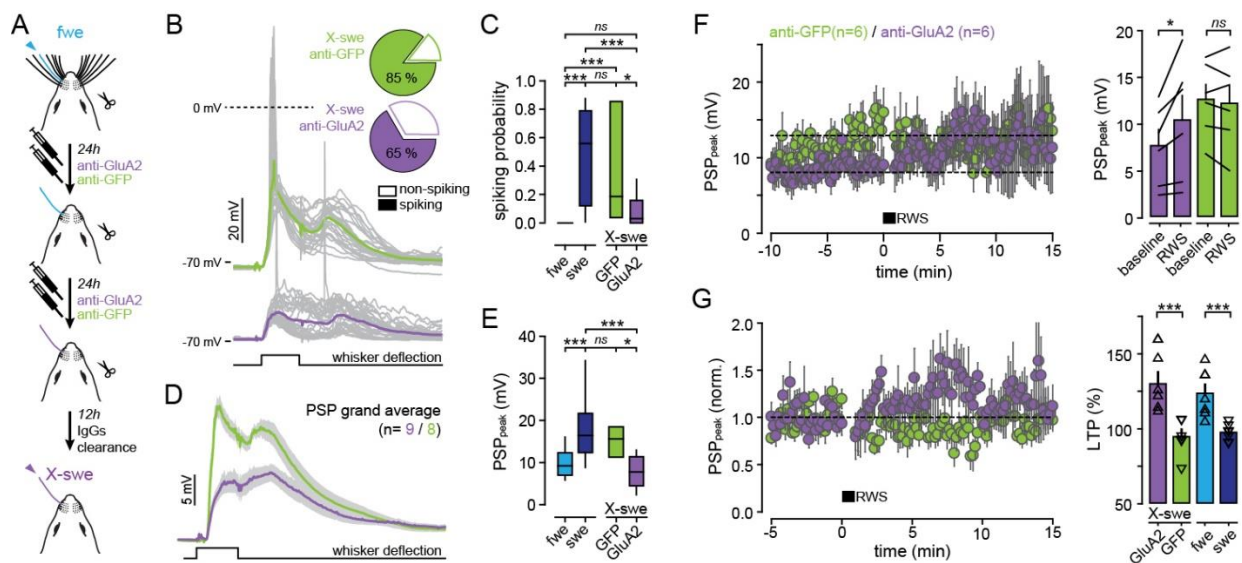 A
fwe
24h
anti-GluA2
anti-GFP
24h
anti-GluA2
anti-GFP
12h
IgGs
clearance
X-swe
B
X-swe
anti-GFP
85 %
0 mV
X-swe
anti-GluA2
65 %
non-spiking
spiking
20 mV
-70 mV
-70 mV
whisker deflection
C
ns
***
***
*** ns *
spiking probability
1.0
0.8
0.6
0.4
0.2
0.0
fwe
swe
GFP
GluA2
X-swe
D
PSP grand average
(n= 9 / 8)
5 mV
whisker deflection
E
***
*** ns *
PSPpeak (mV)
40
30
20
10
0
fwe
swe
GFP
GluA2
X-swe
F
anti-GFP(n=6) / anti-GluA2 (n=6)
PSPpeak (mV)
20
15
10
5
0
RWS
-10 -5 0 5 10 15
time (min)
* ns
PSPpeak (mV)
20
15
10
5
0
baseline
RWS
baseline
RWS
G
PSPpeak (norm.)
2.0
1.5
1.0
0.5
0.0
RWS
-5 0 5 10 15
time (min)
*** ***
LTP (%)
150
100
50
X-swe
GluA2
GFP
fwe
swe